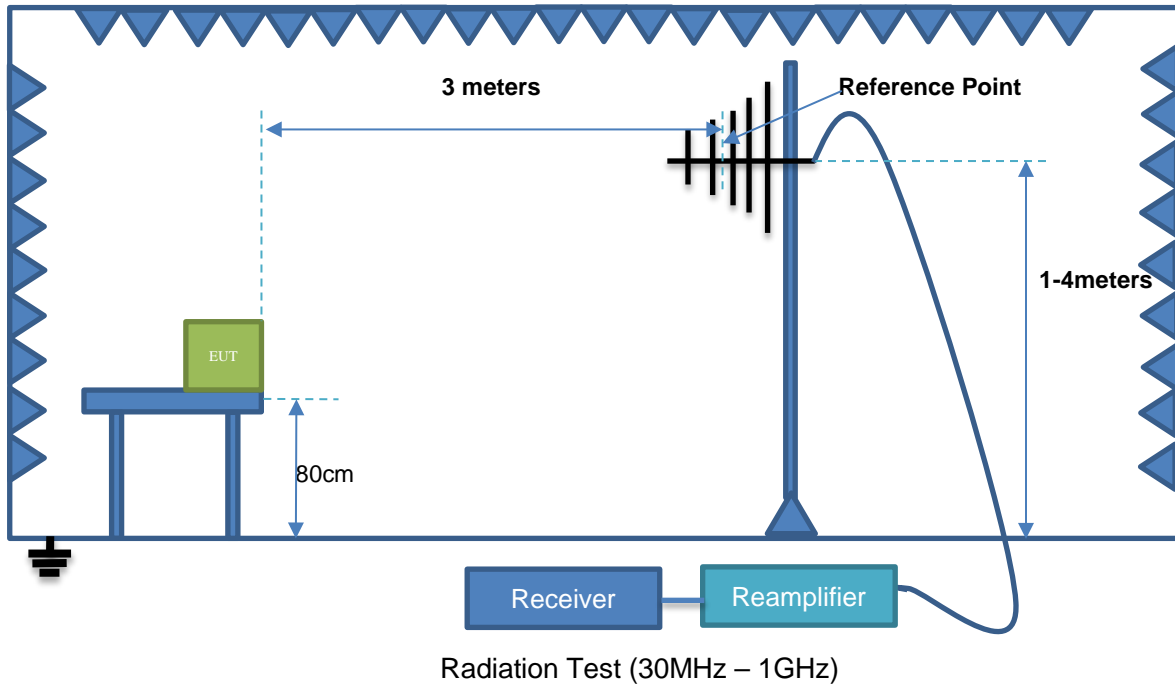 3 meters
Reference Point
1-4meters
EUT
80cm
Receiver
Reamplifier
Radiation Test (30MHz – 1GHz)